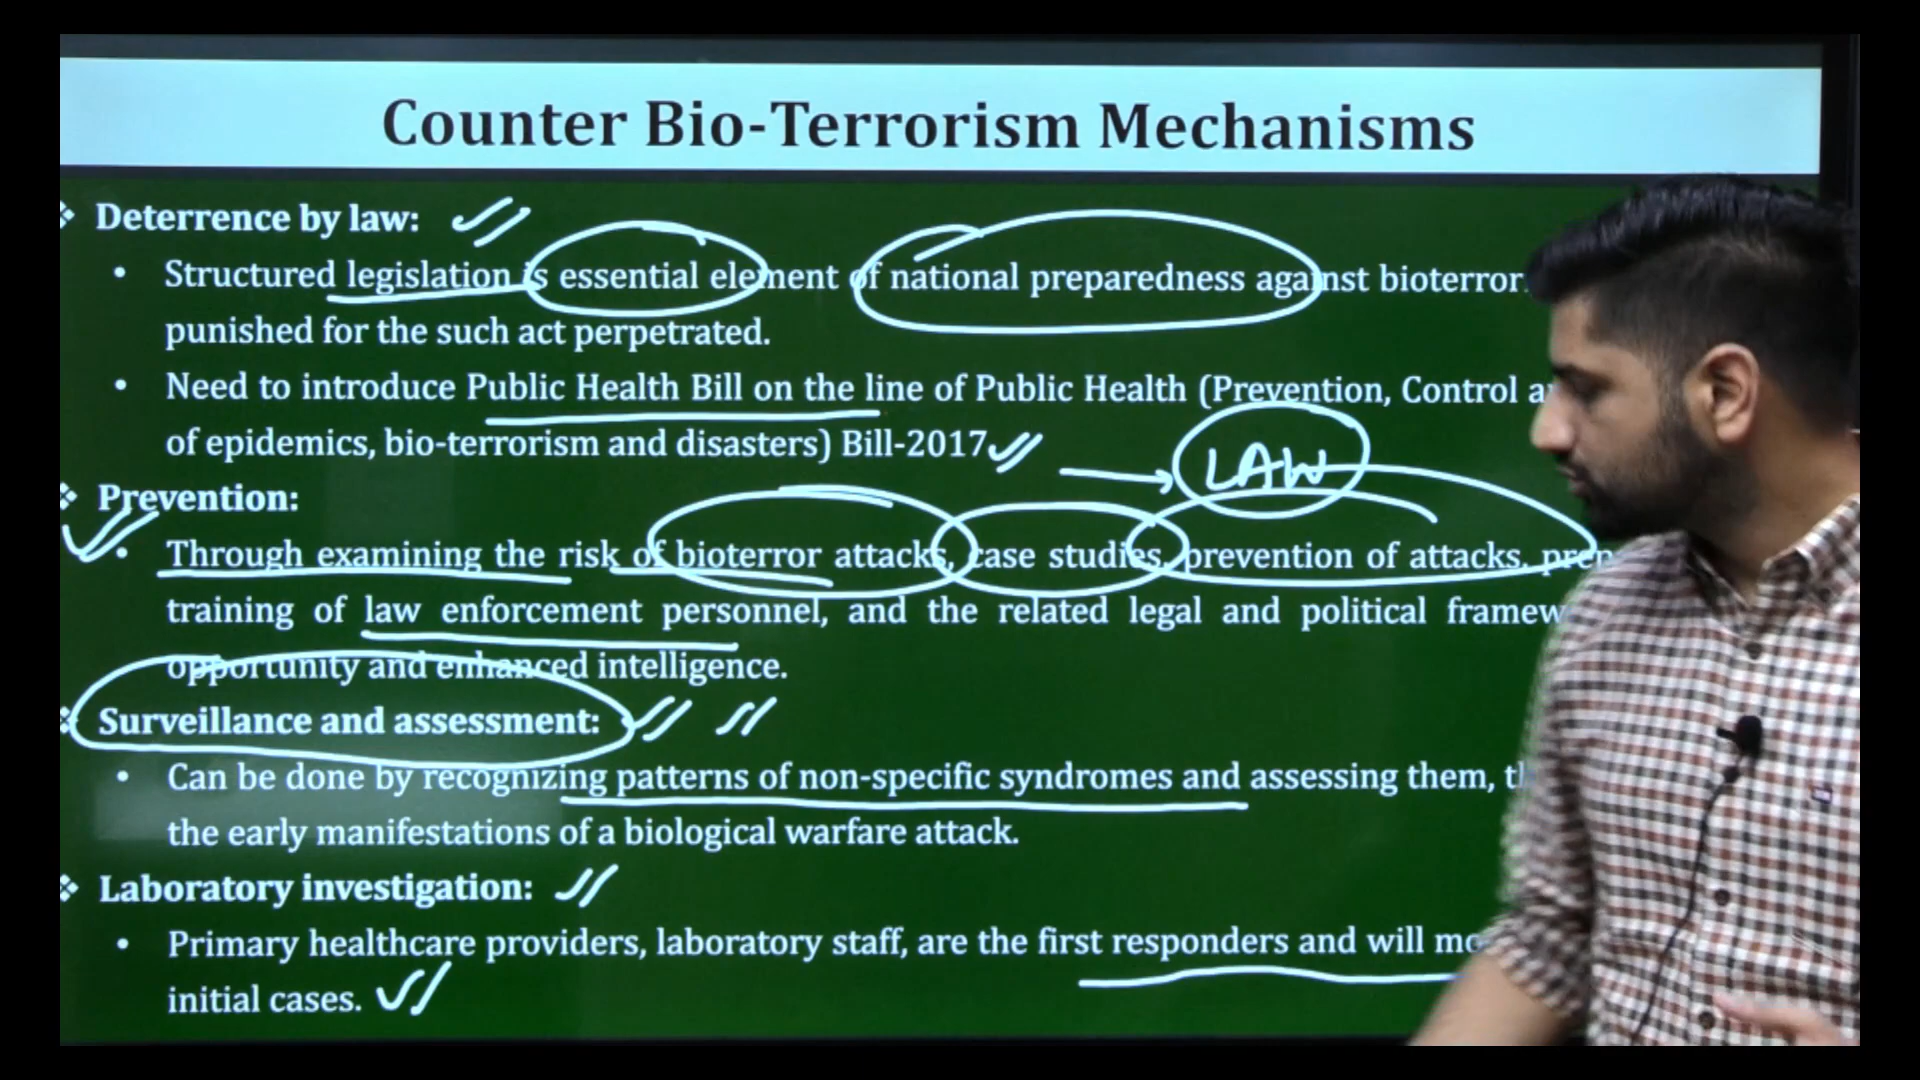 Counter Bio-Terrorism Mechanisms
Deterrence by law:
Structured legislation is essential element of national preparedness against bioterror
punished for the such act perpetrated.
Need to introduce Public Health Bill on the line of Public Health (Prevention, Control
of epidemics, bio-terrorism and disasters) Bill-2017
LAW
Prevention:
Through examining the risk of bioterror attacks, case studies, prevention of attacks,
training of law enforcement personnel, and the related legal and political
opportunity and enhanced intelligence.
Surveillance and assessment:
Can be done by recognizing patterns of non-specific syndromes and assessing them,
the early manifestations of a biological warfare attack.
Laboratory investigation:
Primary healthcare providers, laboratory staff, are the first responders and will
initial cases.